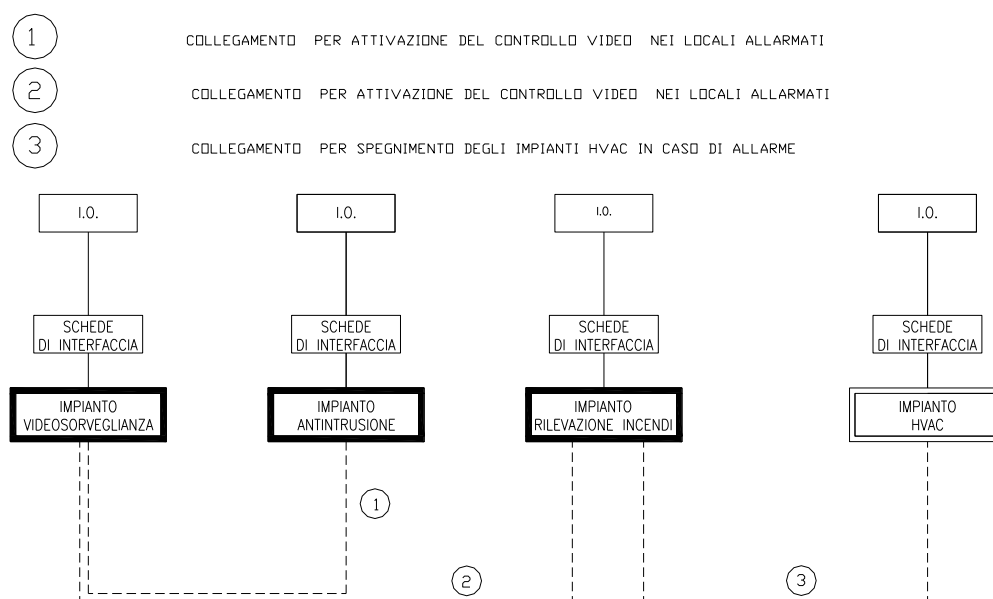 1 COLLEGAMENTO PER ATTIVAZIONE DEL CONTROLLO VIDEO NEI LOCALI ALLARMATI
2 COLLEGAMENTO PER ATTIVAZIONE DEL CONTROLLO VIDEO NEI LOCALI ALLARMATI
3 COLLEGAMENTO PER SPEGNIMENTO DEGLI IMPIANTI HVAC IN CASO DI ALLARME
I.O.
I.O.
I.O.
I.O.
SCHEDE
DI INTERFACCIA
SCHEDE
DI INTERFACCIA
SCHEDE
DI INTERFACCIA
SCHEDE
DI INTERFACCIA
IMPIANTO
VIDEOSORVEGLIANZA
IMPIANTO
ANTINTRUSIONE
IMPIANTO
RILEVAZIONE INCENDI
IMPIANTO
HVAC
1
2
3